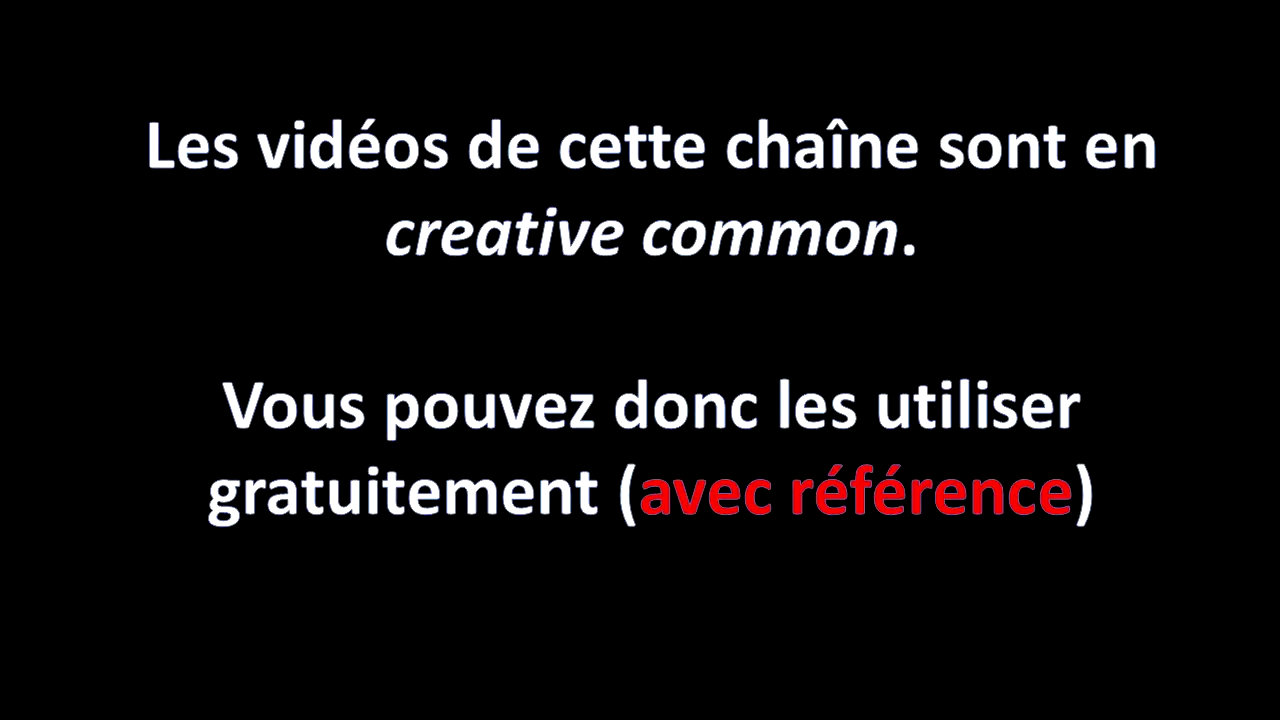 Les vidéos de cette chaîne sont en
creative common.
Vous pouvez donc les utiliser
gratuitement (avec référence)